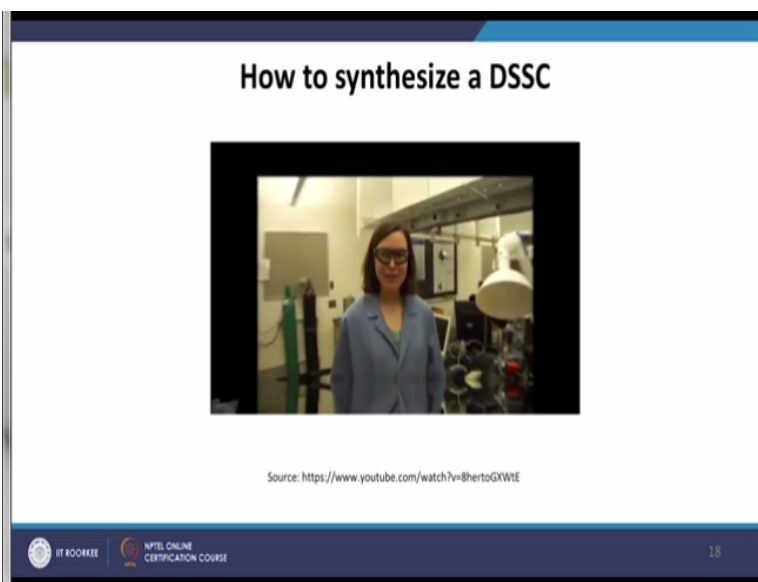 How to synthesize a DSSC
Source: https://www.youtube.com/watch?v=8hertoGXWtE
IIT ROORKEE
NPTEL ONLINE
CERTIFICATION COURSE
18